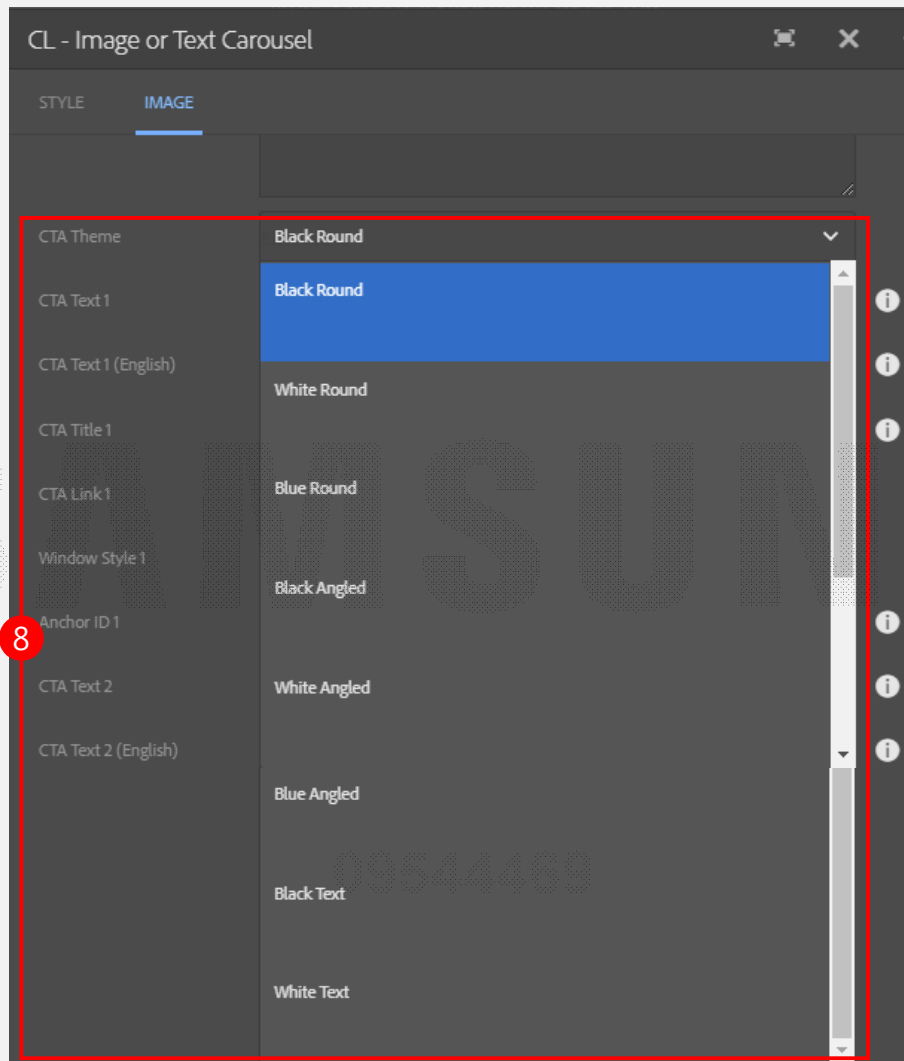 CL - Image or Text Carousel
STYLE IMAGE
CTA Theme Black Round
Black Round
CTA Text 1
CTA Text 1 (English)
White Round
CTA Title 1
CTA Link 1
Blue Round
Window Style 1
Black Angled
Anchor ID 1
8
CTA Text 2
White Angled
CTA Text 2 (English)
Blue Angled
Black Text
White Text
AMSUN
09544489